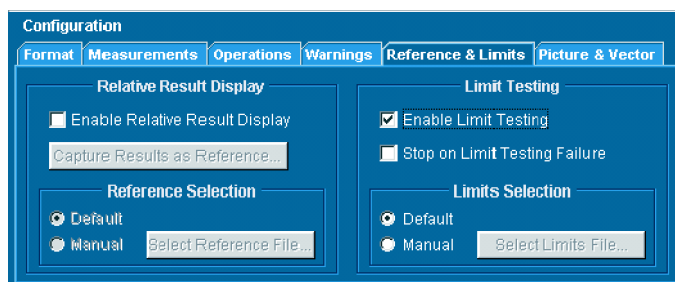 Configuration
Format Measurements Operations Warnings Reference & Limits Picture & Vector
Relative Result Display
Enable Relative Result Display
Capture Results as Reference...
Reference Selection
Default
Manual Select Reference File...
Limit Testing
Enable Limit Testing
Stop on Limit Testing Failure
Limits Selection
Default
Manual Select Limits File...